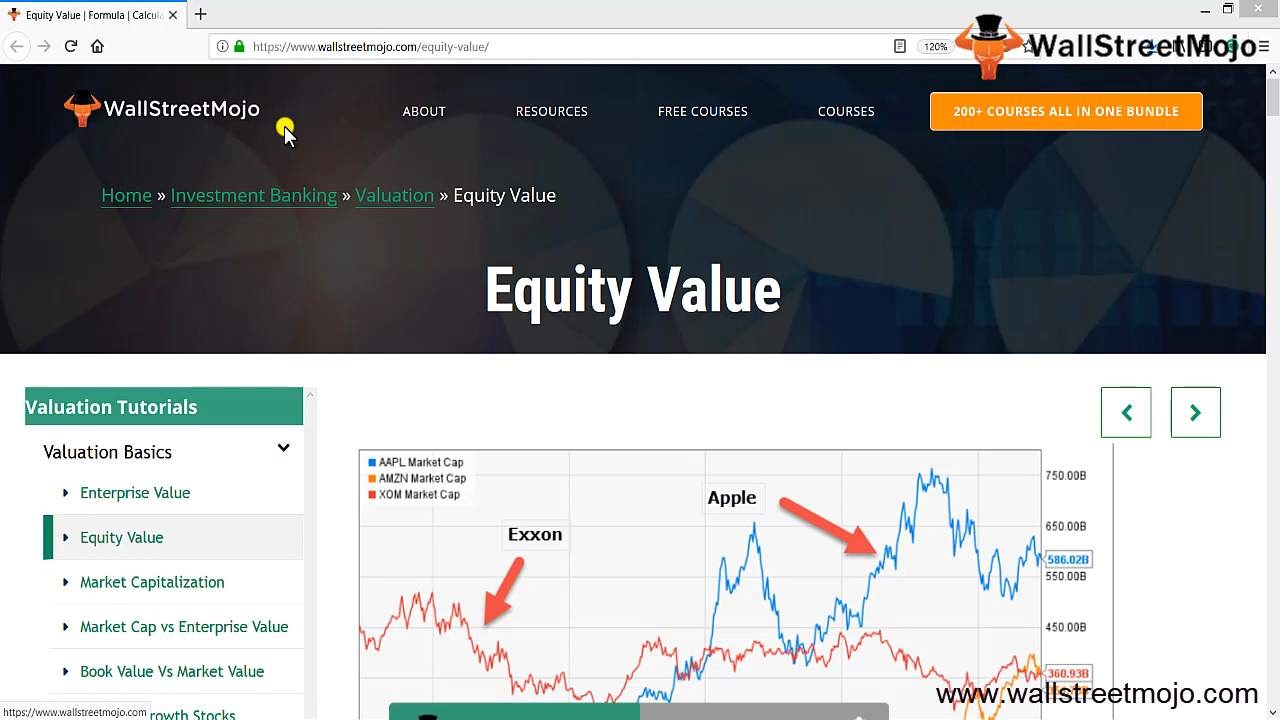 Equity Value | Formula | Calcula
https://www.wallstreetmojo.com/equity-value/
120%
WallStreetMojo
WallStreetMojo
ABOUT
RESOURCES
FREE COURSES
COURSES
200+ COURSES ALL IN ONE BUNDLE
Home » Investment Banking » Valuation » Equity Value
Equity Value
Valuation Tutorials
Valuation Basics
Enterprise Value
Equity Value
Market Capitalization
Market Cap vs Enterprise Value
Book Value Vs Market Value
rowth Stocks
AAPL Market Cap
AMZN Market Cap
XOM Market Cap
Exxon
Apple
750.00B
650.00B
586.02B
550.00B
450.00B
360.93B
www.wallstreetmojo.com
https://www.wallstreetmojo.com